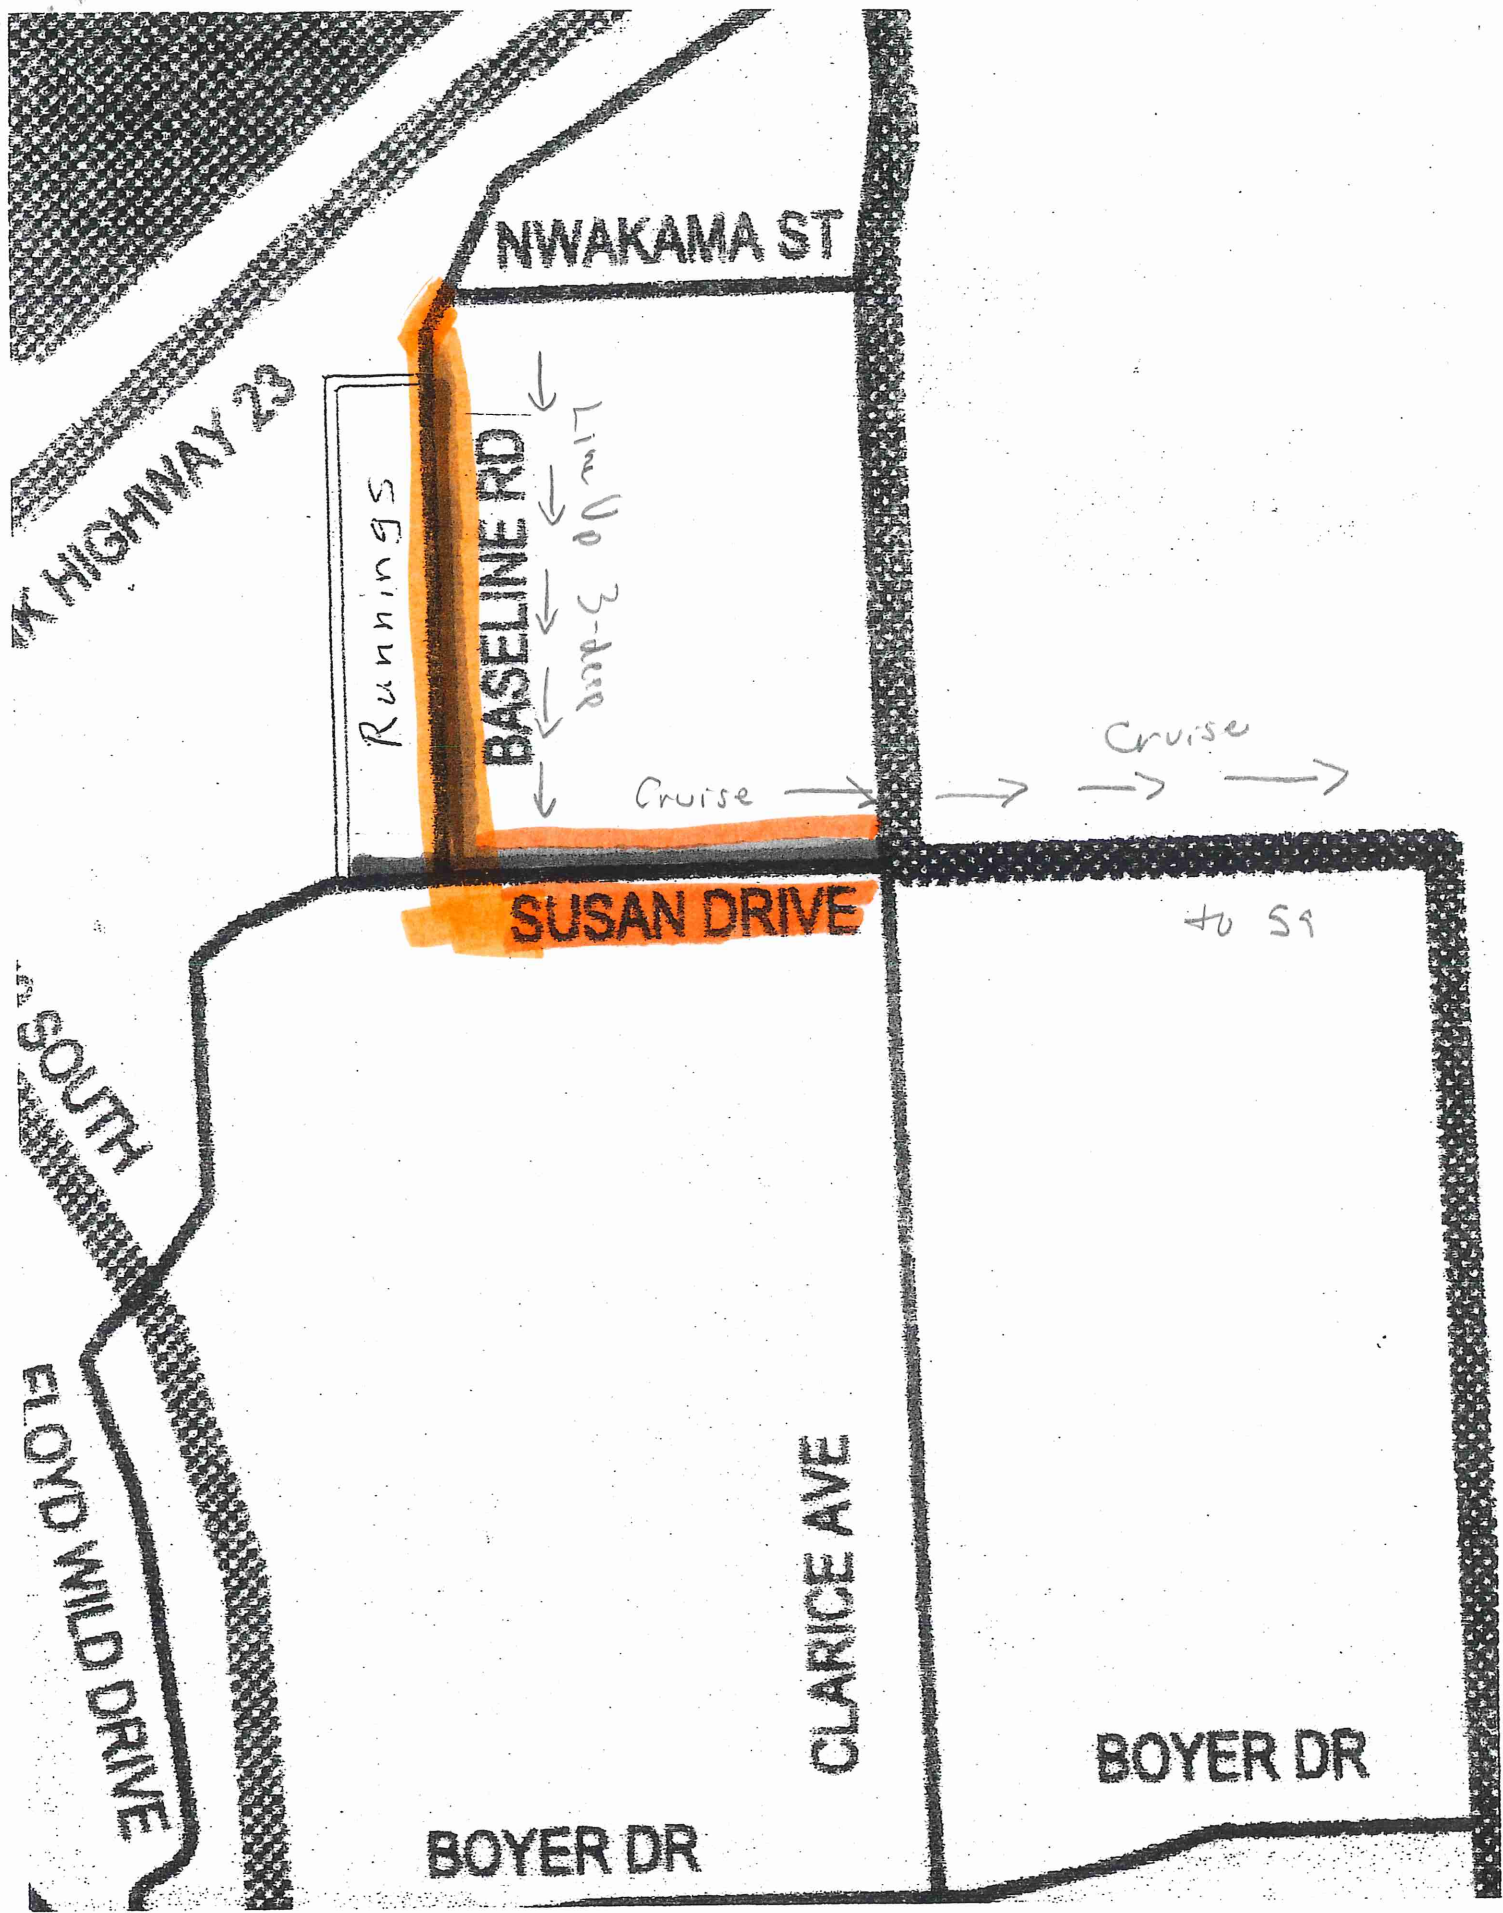 NWAKAMA ST
K HIGHWAY 23
Runnings
BASELINE RD
Line Up 3-deep
Cruise
Cruise
SUSAN DRIVE
to 59
SOUTH
FLOYD WILD DRIVE
CLARICE AVE
BOYER DR
BOYER DR